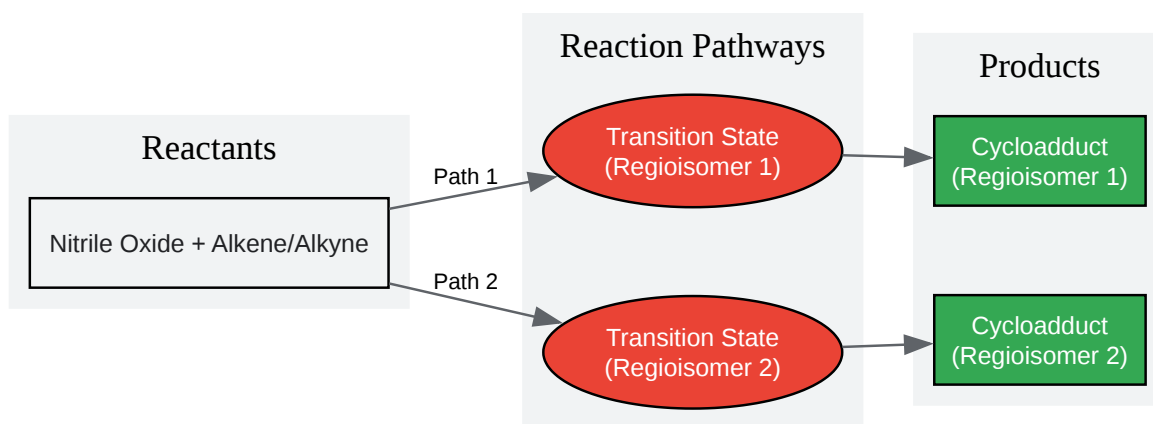 Reactants
Nitrile Oxide + Alkene/Alkyne
Path 1
Path 2
Reaction Pathways
Transition State
(Regioisomer 1)
Transition State
(Regioisomer 2)
Products
Cycloadduct
(Regioisomer 1)
Cycloadduct
(Regioisomer 2)